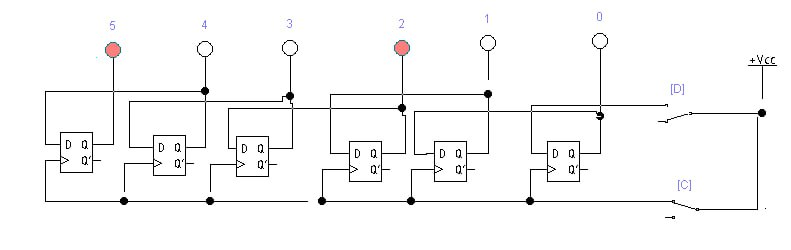 5 4 3 2 1 0
+Vcc
[D]
D Q D Q D Q D Q D Q D Q
Q' Q' Q' Q' Q' Q'
[C]